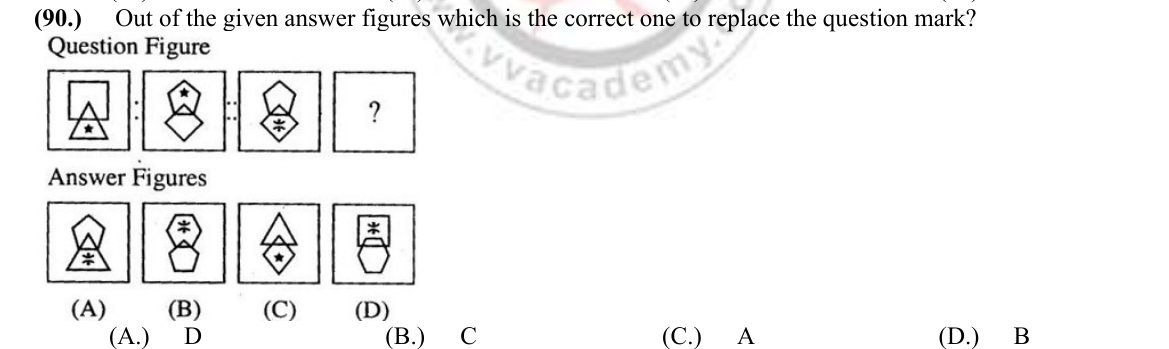 (90.) Out of the given answer figures which is the correct one to replace the question mark?
Question Figure
?
Answer Figures
(A) (B) (C) (D)
(A.) D (B.) C (C.) A (D.) B
.vvacademy.